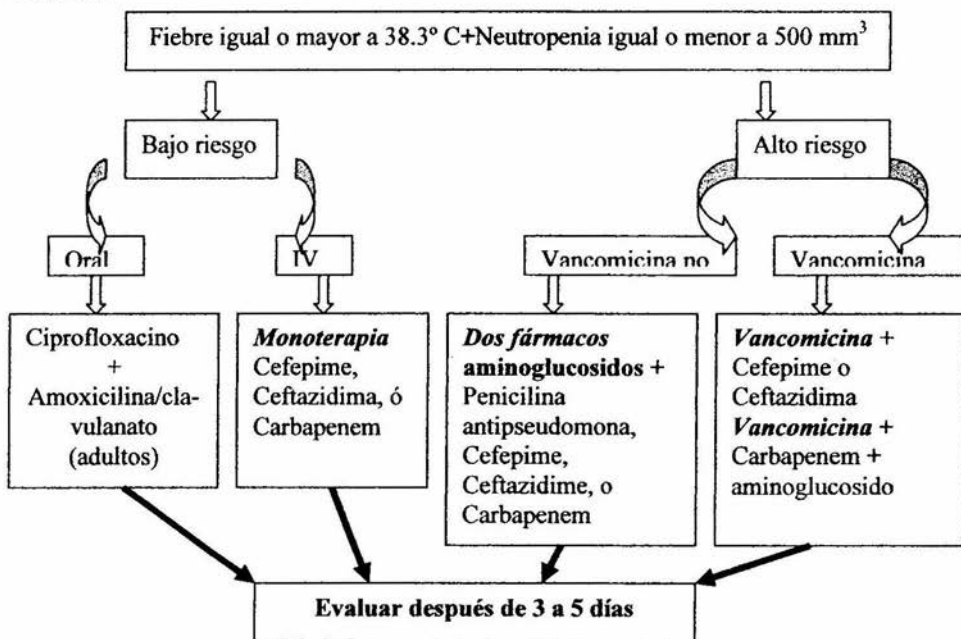 Fiebre igual o mayor a 38.3º C+Neutropenia igual o menor a 500 mm³
Bajo riesgo
Alto riesgo
Oral
IV
Vancomicina no
Vancomicina
Ciprofloxacino
+
Amoxicilina/cla-
vulanato
(adultos)
Monoterapia
Cefepime,
Ceftazidima, ó
Carbapenem
Dos fármacos
aminoglucosidos +
Penicilina
antipseudomona,
Cefepime,
Ceftazidime, o
Carbapenem
Vancomicina +
Cefepime o
Ceftazidima
Vancomicina +
Carbapenem +
aminoglucosido
Evaluar después de 3 a 5 días